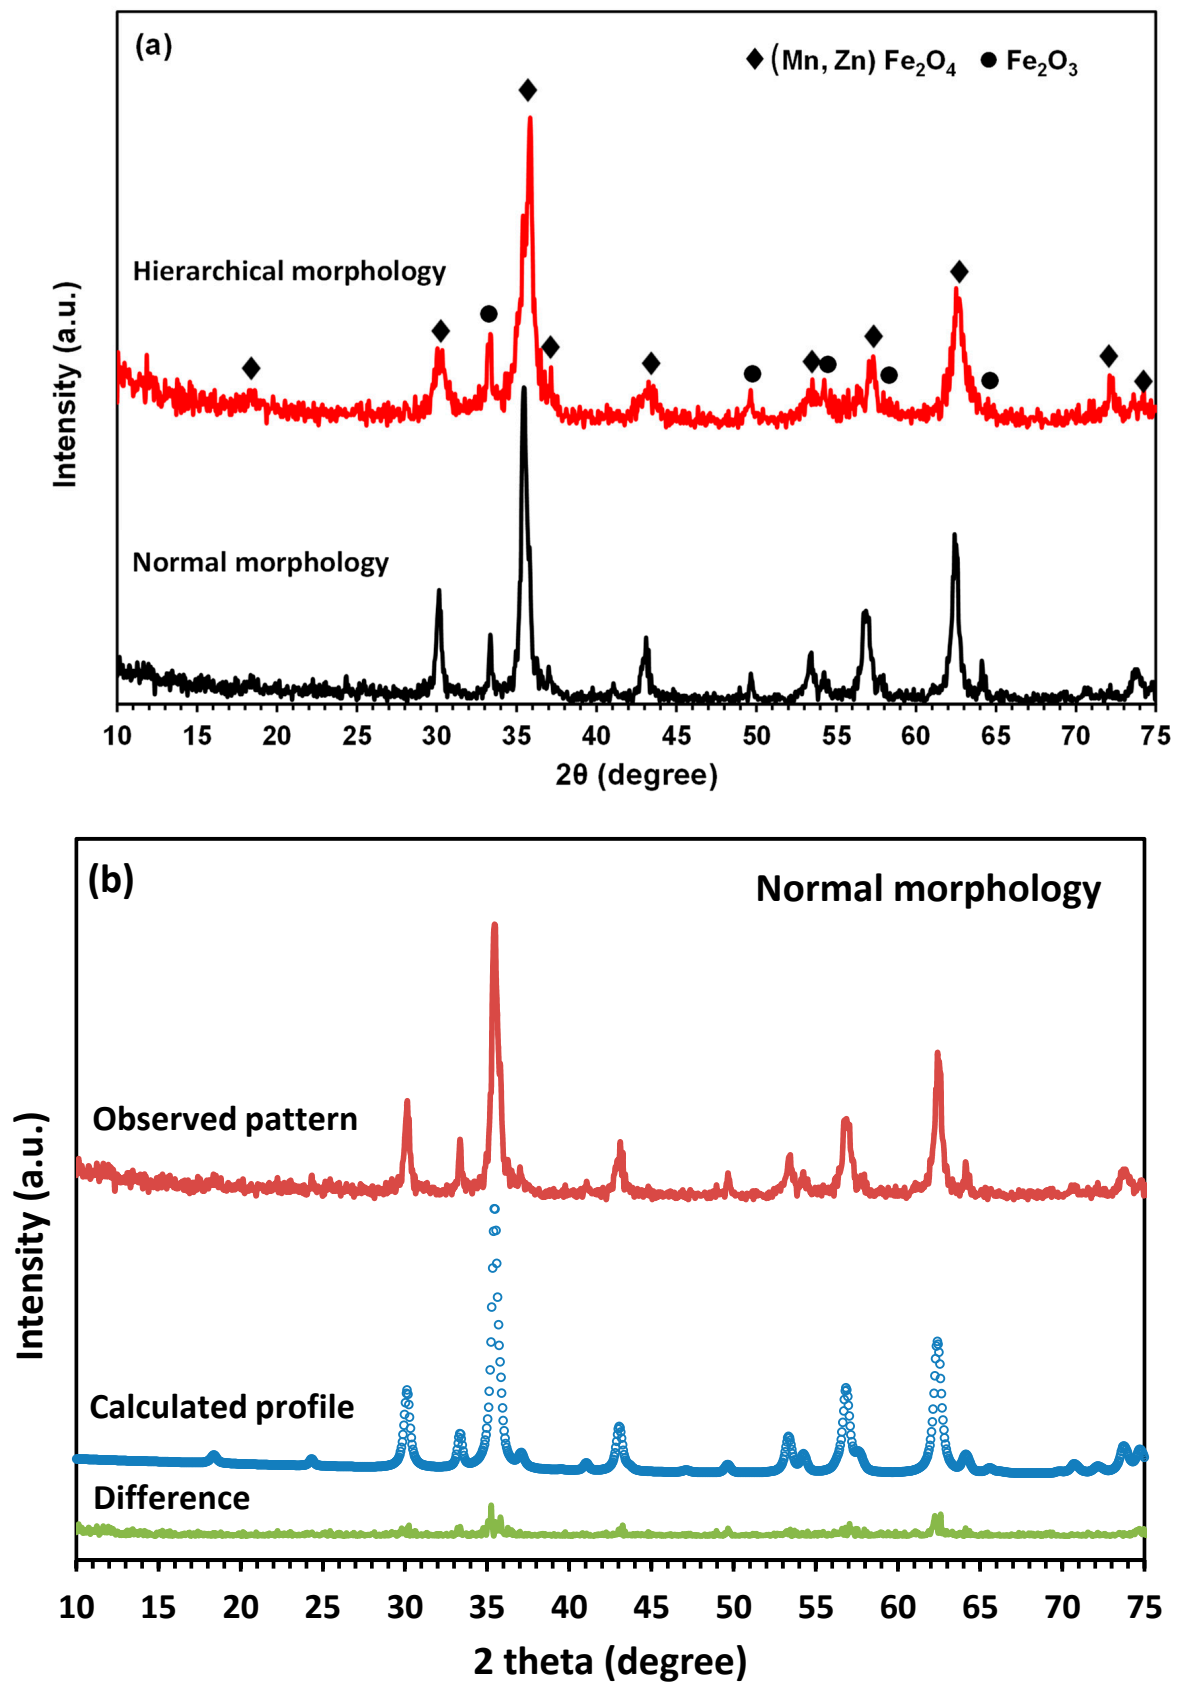 (a)
◆ (Mn, Zn) Fe₂O₄ ● Fe₂O₃
Hierarchical morphology
Normal morphology
Intensity (a.u.)
10 15 20 25 30 35 40 45 50 55 60 65 70 75
2θ (degree)
(b)
Normal morphology
Observed pattern
Calculated profile
Difference
Intensity (a.u.)
10 15 20 25 30 35 40 45 50 55 60 65 70 75
2 theta (degree)